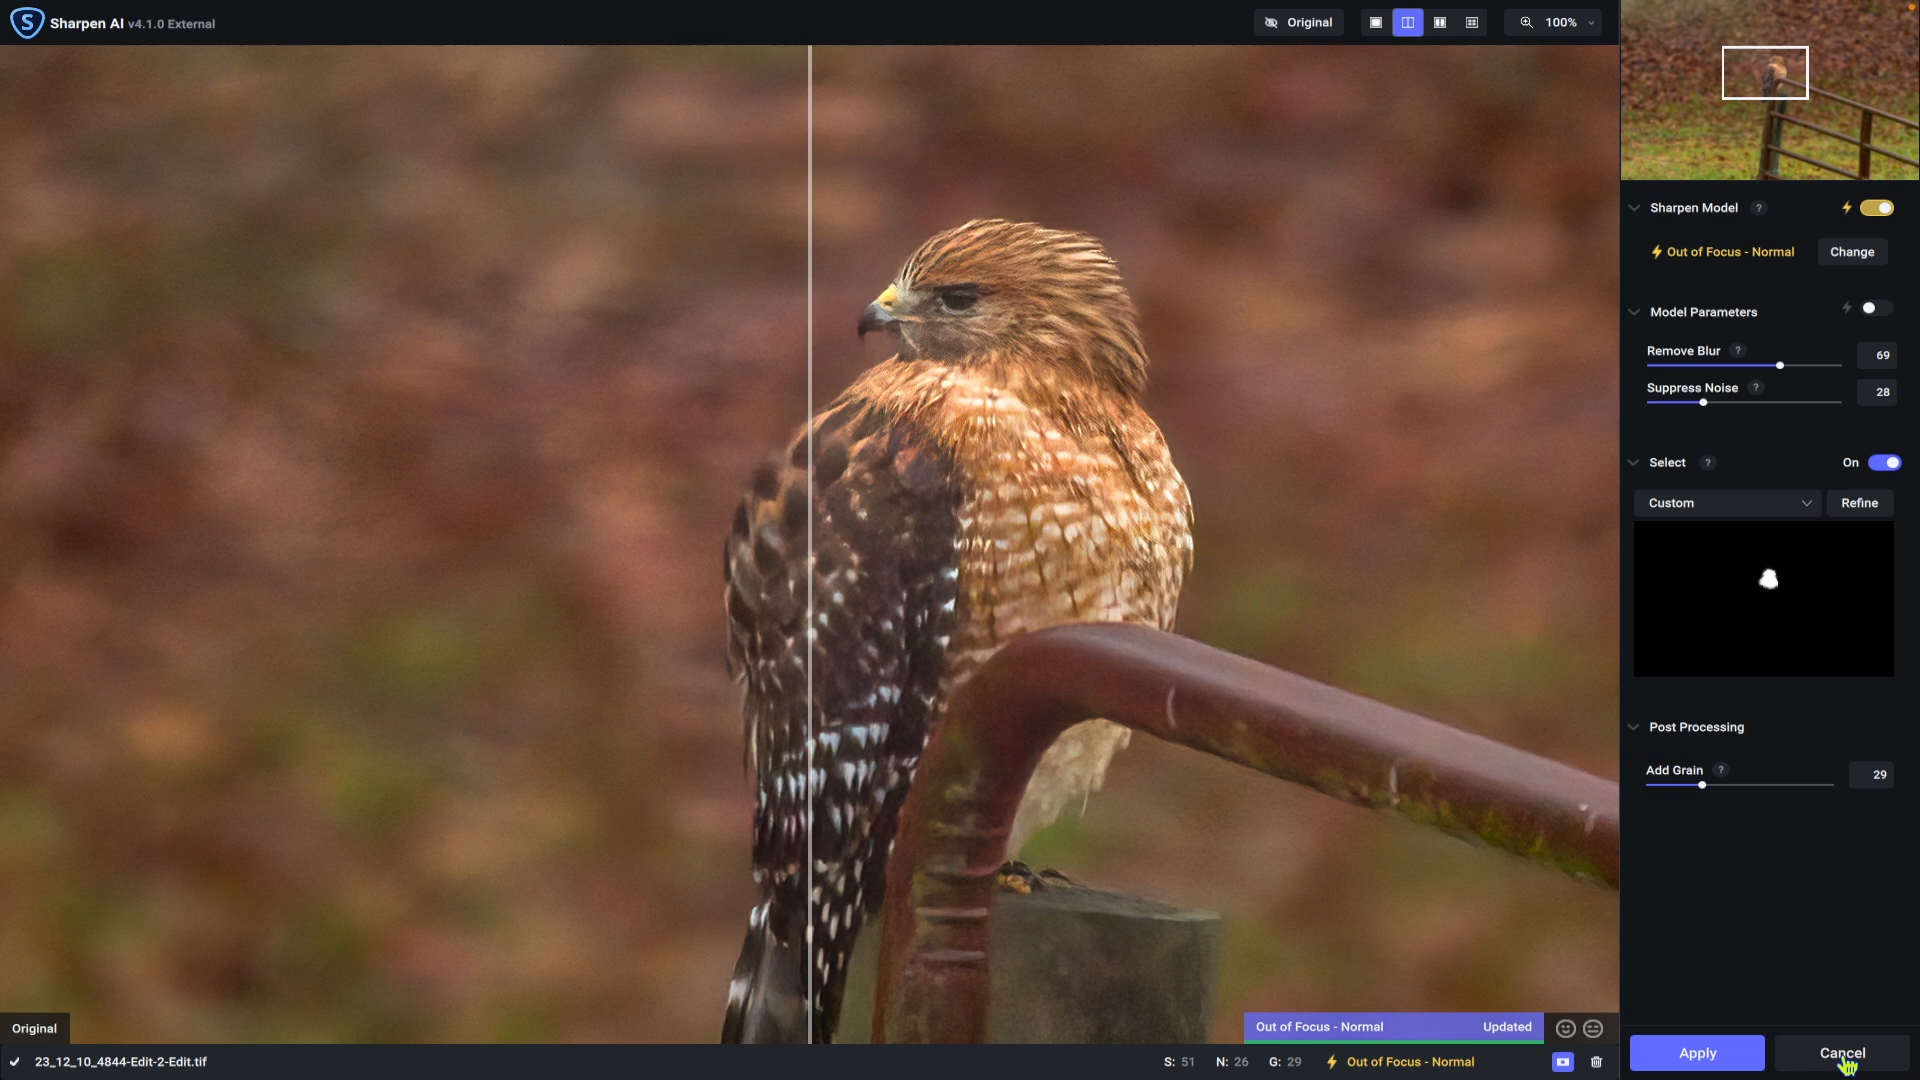 Sharpen AI v4.1.0 External
Original
100%
Sharpen Model ?
Out of Focus - Normal
Change
Model Parameters
Remove Blur ? 69
Suppress Noise ? 28
Select ? On
Custom
Refine
Post Processing
Add Grain ? 29
Original
Out of Focus - Normal Updated
23_12_10_4844-Edit-2-Edit.tif
S: 51 N: 26 G: 29 Out of Focus - Normal
Apply
Cancel